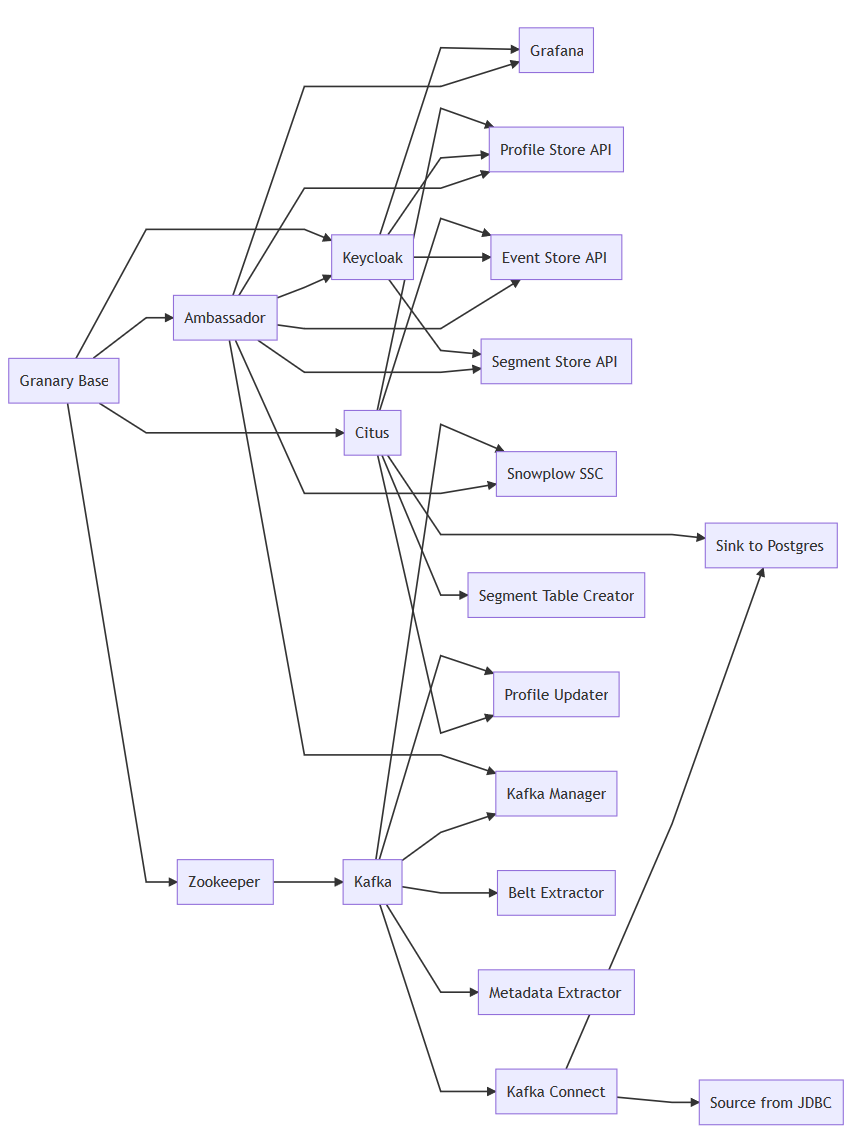 Grafana
Profile Store API
Keycloak
Event Store API
Ambassador
Segment Store API
Granary Base
Citus
Snowplow SSC
Sink to Postgres
Segment Table Creator
Profile Updater
Kafka Manager
Zookeeper
Kafka
Belt Extractor
Metadata Extractor
Kafka Connect
Source from JDBC